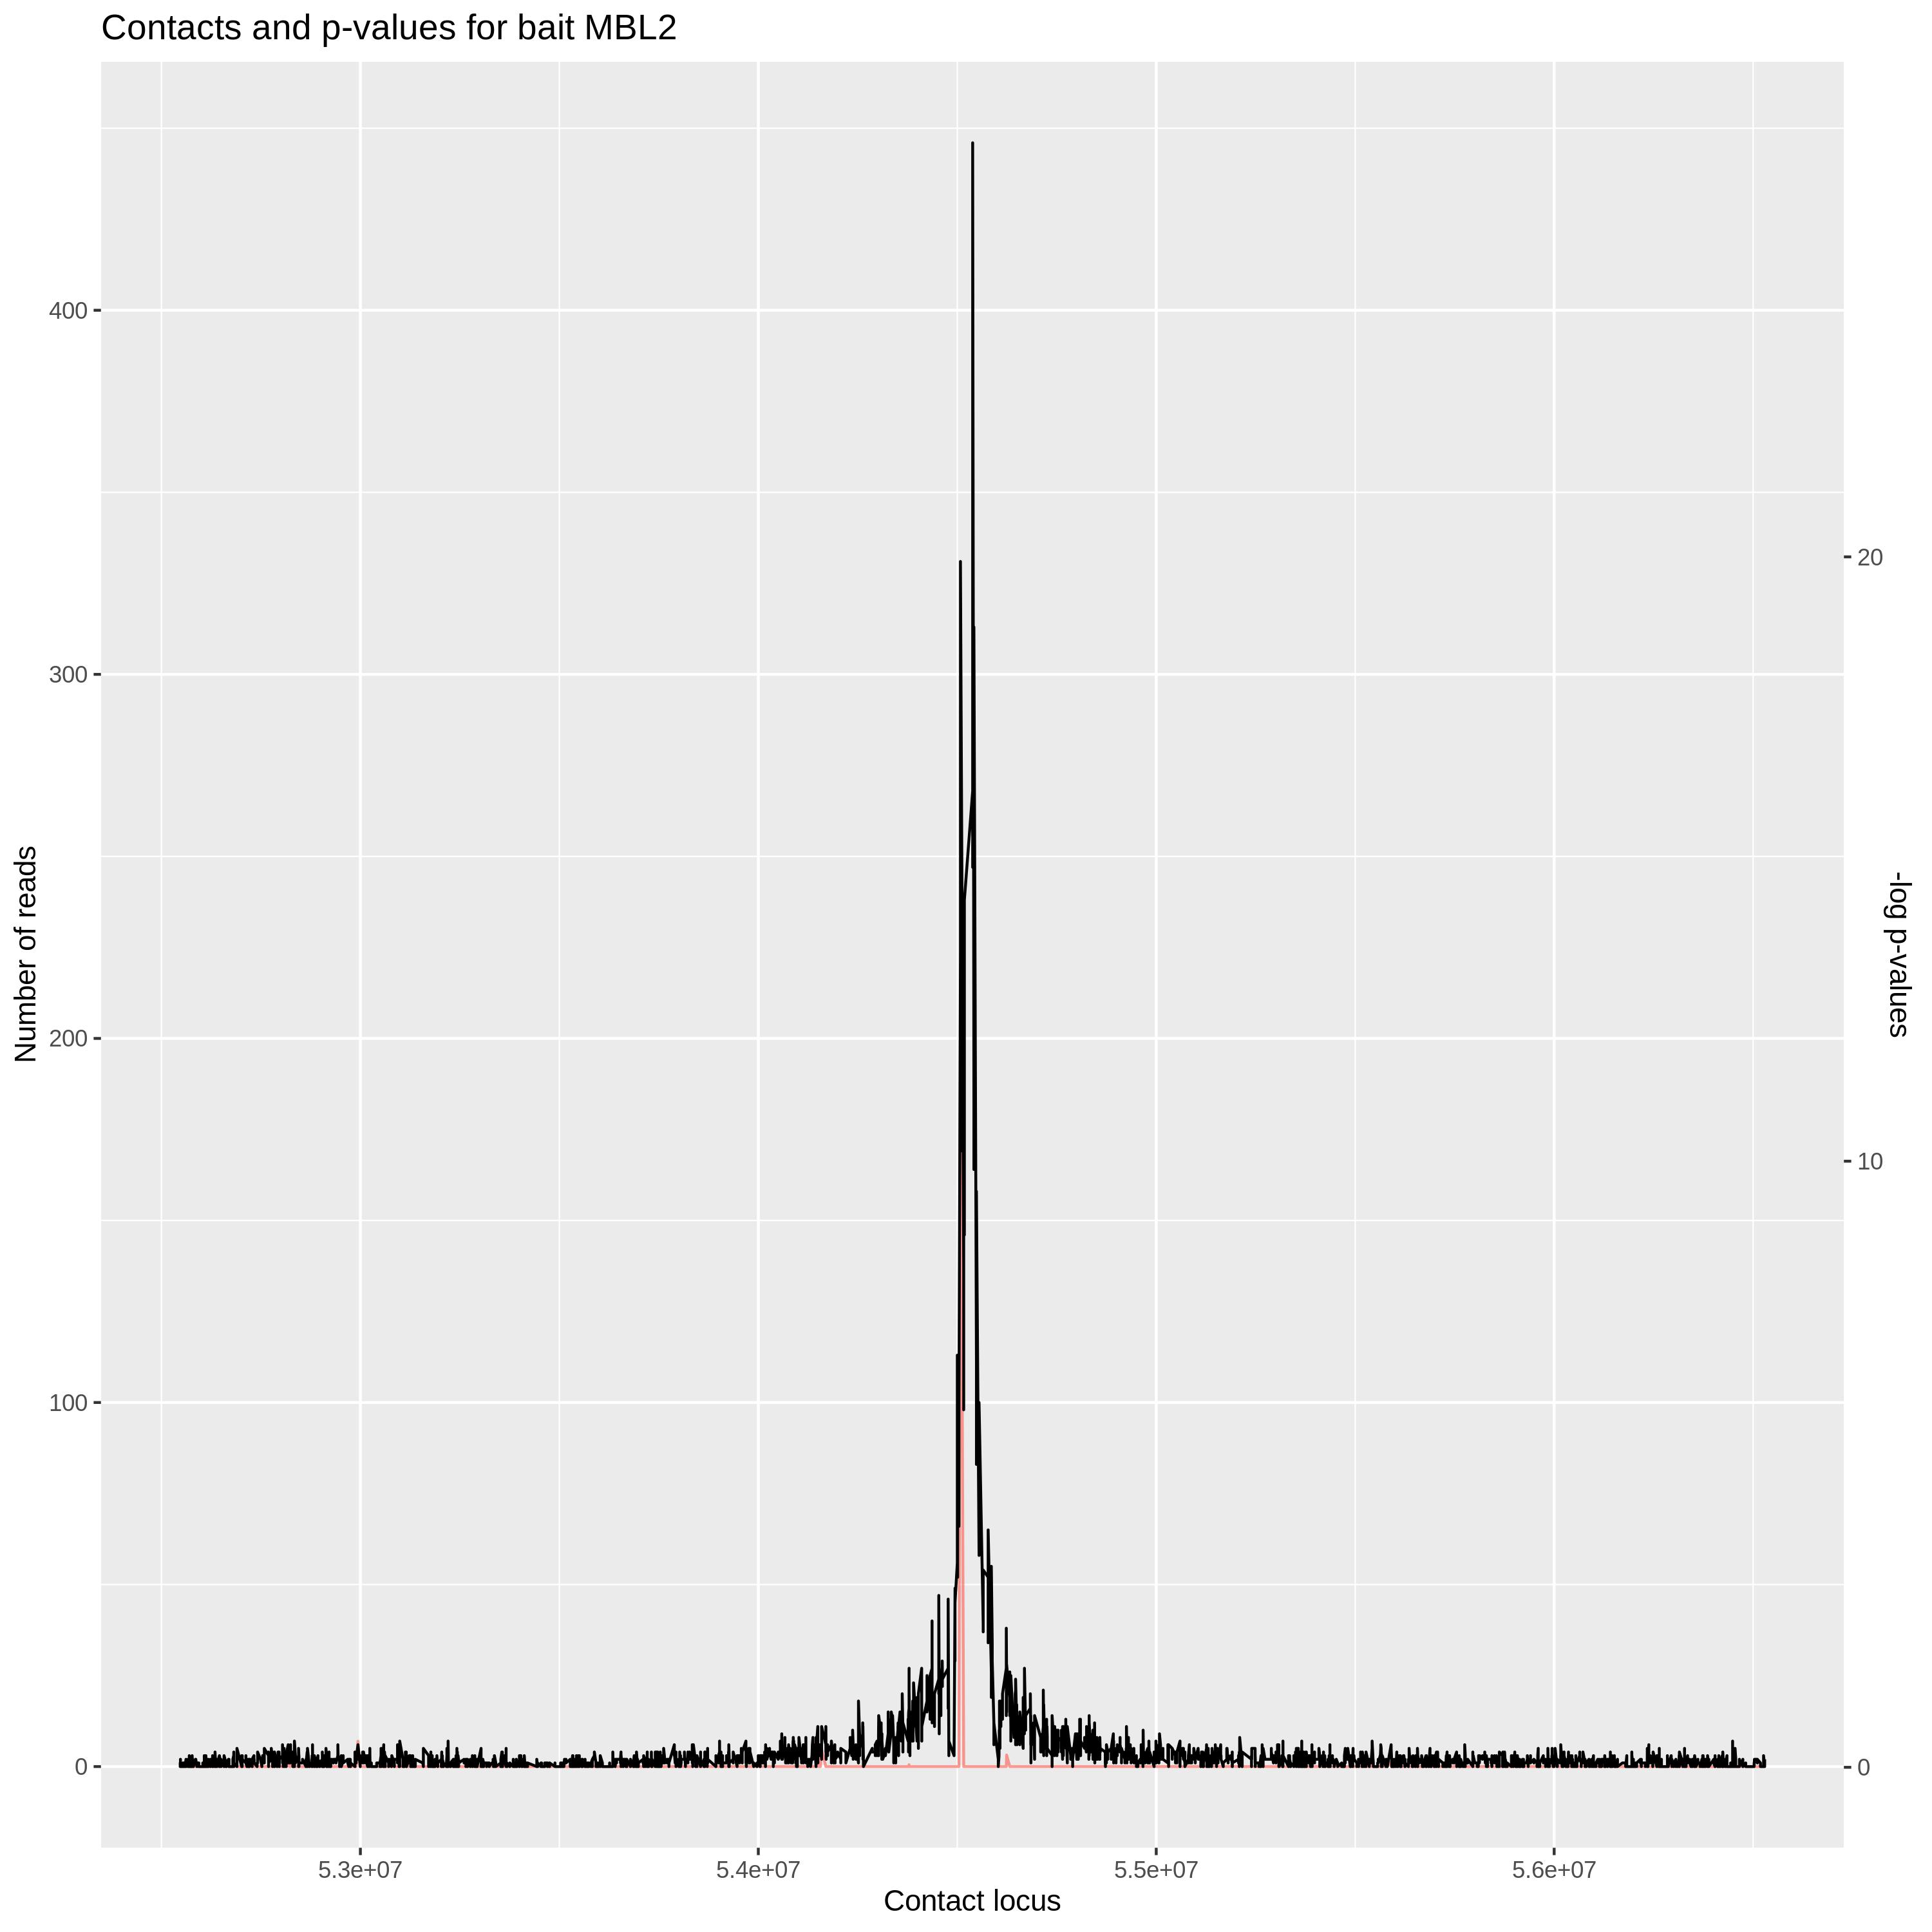 Contacts and p-values for bait MBL2
Number of reads
400
300
200
100
0
20
10
0
-log p-values
5.3e+07
5.4e+07
5.5e+07
5.6e+07
Contact locus